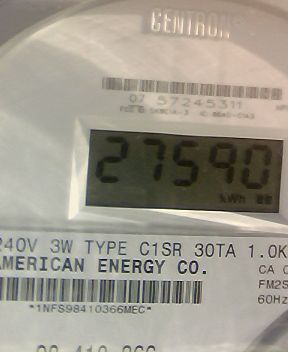 CENTRON
07 57245311
27590
kWh
240V 3W TYPE C1SR 30TA 1.0K
AMERICAN ENERGY CO.
CA
FM2S
60Hz
*1NFS98410366MEC*